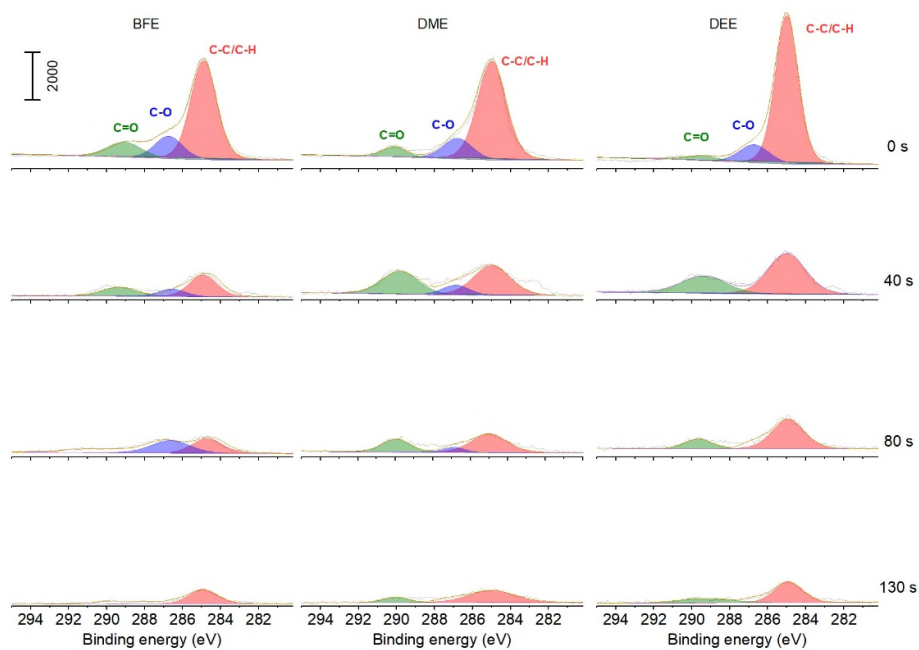 BFE DME DEE
2000
C-C/C-H
C-C/C-H
C-C/C-H
C=O C-O
C=O C-O
C=O C-O
0 s
40 s
80 s
130 s
294 292 290 288 286 284 282 294 292 290 288 286 284 282 294 292 290 288 286 284 282
Binding energy (eV) Binding energy (eV) Binding energy (eV)